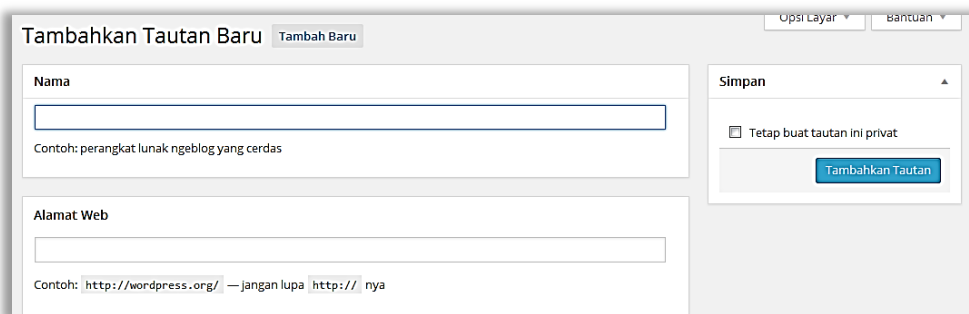 Opsi Layar
Bantuan
Tambahkan Tautan Baru Tambah Baru
Nama
Contoh: perangkat lunak ngeblog yang cerdas
Alamat Web
Contoh: http://wordpress.org/ — jangan lupa http:// nya
Simpan
Tetap buat tautan ini privat
Tambahkan Tautan